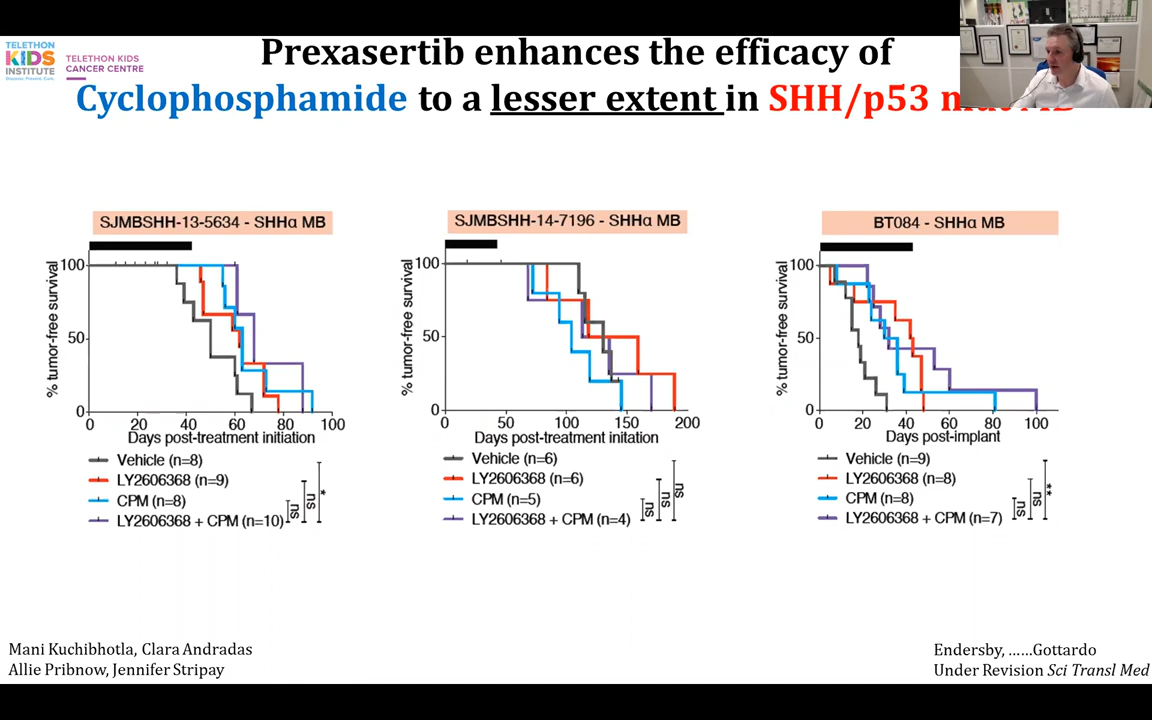 TELETHON
KIDS
INSTITUTE
Discover. Prevent. Cure.
TELETHON KIDS
CANCER CENTRE
Prexasertib enhances the efficacy of
Cyclophosphamide to a lesser extent in SHH/p53
SJMBSHH-13-5634 - SHHα MB
% tumor-free survival
100
50
0
0 20 40 60 80 100
Days post-treatment initiation
Vehicle (n=8)
LY2606368 (n=9)
CPM (n=8)
LY2606368 + CPM (n=10)
ns
ns
*
SJMBSHH-14-7196 - SHHα MB
% tumor-free survival
100
50
0
0 50 100 150 200
Days post-treatment initation
Vehicle (n=6)
LY2606368 (n=6)
CPM (n=5)
LY2606368 + CPM (n=4)
ns
ns
ns
BT084 - SHHα MB
% tumor-free survival
100
50
0
0 20 40 60 80 100
Days post-implant
Vehicle (n=9)
LY2606368 (n=8)
CPM (n=8)
LY2606368 + CPM (n=7)
ns
ns
**
Mani Kuchibhotla, Clara Andradas
Allie Pribnow, Jennifer Stripay
Endersby, ......Gottardo
Under Revision Sci Transl Med